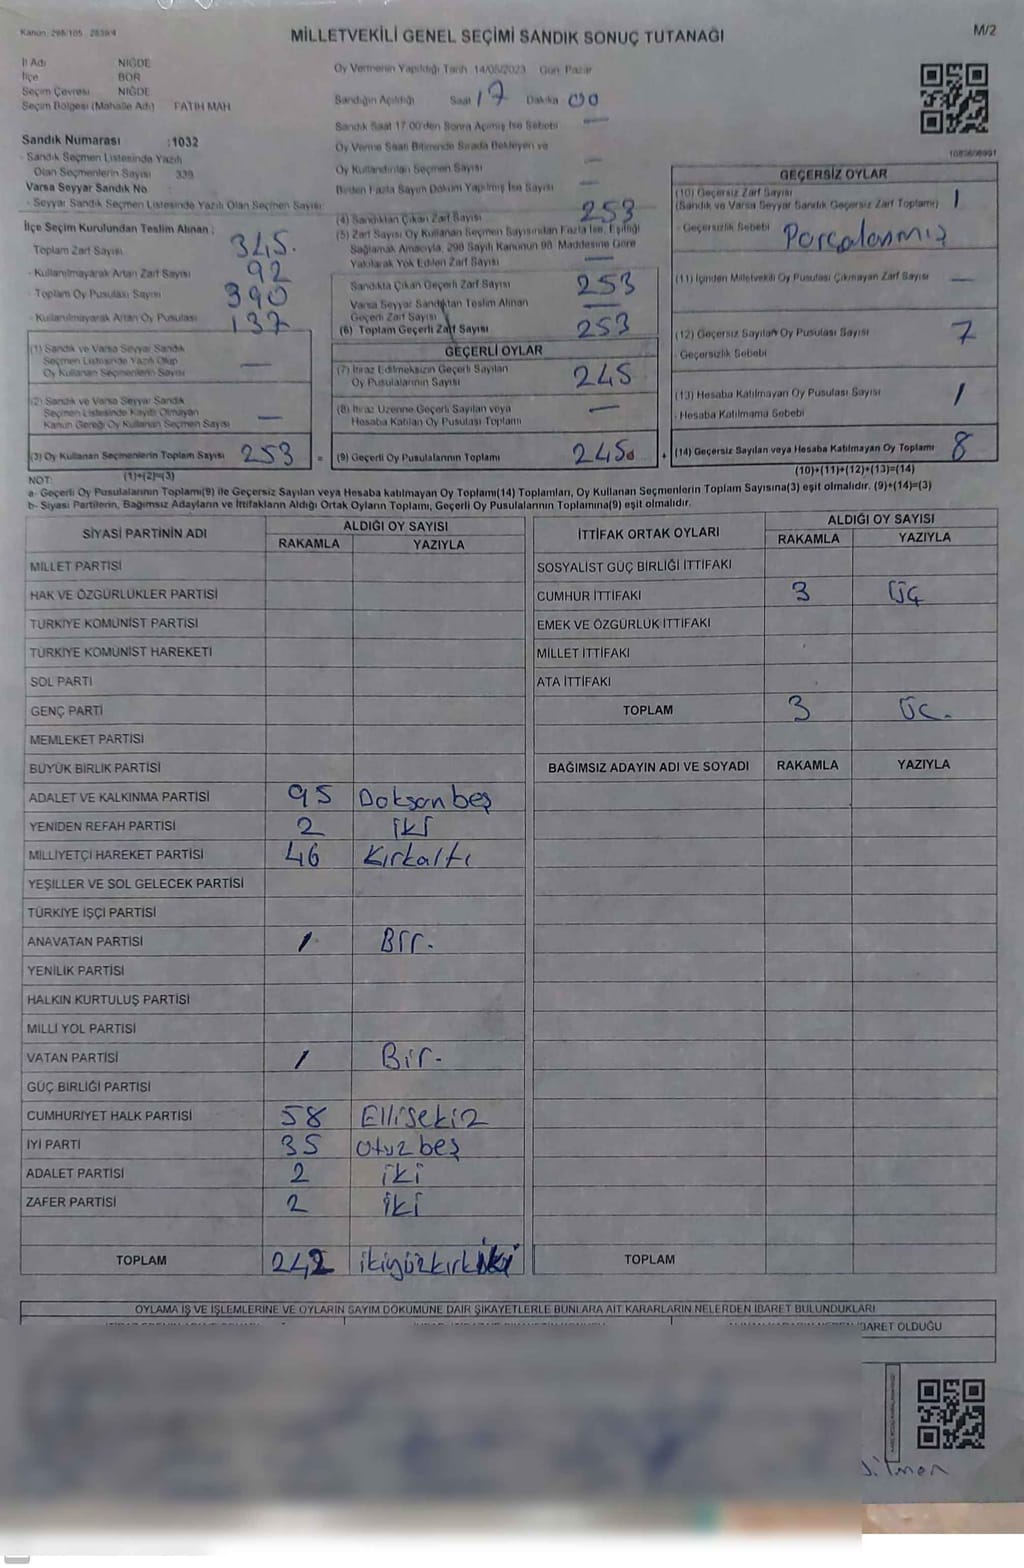 Kanon: 298/105 - 2839/4
MİLLETVEKİLİ GENEL SEÇİMİ SANDIK SONUÇ TUTANAĞI
M/2
İl Adı NİĞDE
İlçe BOR
Seçim Çevresi NİĞDE
Seçim Bölgesi (Mahalle Adı) FATİH MAH
Sandık Numarası :1032
- Sandık Seçmen Listesinde Yazılı
Olan Seçmenlerin Sayısı 339
Varsa Seyyar Sandık No :
- Seyyar Sandık Seçmen Listesinde Yazılı Olan Seçmen Sayısı:
İlçe Seçim Kurulundan Teslim Alınan ;
Toplam Zarf Sayısı 345.
- Kullanılmayarak Artan Zarf Sayısı 92
- Toplam Oy Pusulası Sayısı 390
- Kullanılmayarak Artan Oy Pusulası 137
(1) Sandık ve Varsa Seyyar Sandık
Seçmen Listesinde Yazılı Olup
Oy Kullanan Seçmenlerin Sayısı —
(2) Sandık ve Varsa Seyyar Sandık
Seçmen Listesinde Kayıtlı Olmayan
Kanun Gereği Oy Kullanan Seçmen Sayısı —
(3) Oy Kullanan Seçmenlerin Toplam Sayısı 253 =
(1)+(2)=(3)
Oy Vermenin Yapıldığı Tarih 14/05/2023 Gün Pazar
Sandığın Açıldığı Saat 17 Dakika 00
Sandık Saat 17.00'den Sonra Açılmış İse Sebebi —
Oy Verme Saati Bitiminde Sırada Bekleyen ve
Oy Kullandırılan Seçmen Sayısı —
Birden Fazla Sayım Döküm Yapılmış İse Sayısı —
(4) Sandıktan Çıkan Zarf Sayısı 253
(5) Zarf Sayısı Oy Kullanan Seçmen Sayısından Fazla İse, Eşitliği
Sağlamak Amacıyla, 298 Sayılı Kanunun 98. Maddesine Göre
Yakılarak Yok Edilen Zarf Sayısı —
Sandıkta Çıkan Geçerli Zarf Sayısı 253
Varsa Seyyar Sandıktan Teslim Alınan
Geçerli Zarf Sayısı —
(6) Toplam Geçerli Zarf Sayısı 253
GEÇERLİ OYLAR
(7) İtiraz Edilmeksizin Geçerli Sayılan
Oy Pusulalarının Sayısı 245
(8) İtiraz Üzerine Geçerli Sayılan veya
Hesaba Katılan Oy Pusulası Toplamı —
(9) Geçerli Oy Pusulalarının Toplamı 245 +
GEÇERSİZ OYLAR
(10) Geçersiz Zarf Sayısı
(Sandık ve Varsa Seyyar Sandık Geçersiz Zarf Toplamı) 1
- Geçersizlik Sebebi Parçalanmış
(11) İçinden Milletvekili Oy Pusulası Çıkmayan Zarf Sayısı —
(12) Geçersiz Sayılan Oy Pusulası Sayısı 7
- Geçersizlik Sebebi
(13) Hesaba Katılmayan Oy Pusulası Sayısı 1
- Hesaba Katılmama Sebebi
(14) Geçersiz Sayılan veya Hesaba Katılmayan Oy Toplamı 8
(10)+(11)+(12)+(13)=(14)
NOT:
a- Geçerli Oy Pusulalarının Toplamı(9) ile Geçersiz Sayılan veya Hesaba katılmayan Oy Toplamı(14) Toplamları, Oy Kullanan Seçmenlerin Toplam Sayısına(3) eşit olmalıdır. (9)+(14)=(3)
b- Siyasi Partilerin, Bağımsız Adayların ve İttifakların Aldığı Ortak Oyların Toplamı, Geçerli Oy Pusulalarının Toplamına(9) eşit olmalıdır.
SİYASİ PARTİNİN ADI ALDIĞI OY SAYISI
RAKAMLA YAZIYLA
MİLLET PARTİSİ
HAK VE ÖZGÜRLÜKLER PARTİSİ
TÜRKİYE KOMÜNİST PARTİSİ
TÜRKİYE KOMÜNİST HAREKETİ
SOL PARTİ
GENÇ PARTİ
MEMLEKET PARTİSİ
BÜYÜK BİRLİK PARTİSİ
ADALET VE KALKINMA PARTİSİ 95 Doksan beş
YENİDEN REFAH PARTİSİ 2 iki
MİLLİYETÇİ HAREKET PARTİSİ 46 Kırkaltı
YEŞİLLER VE SOL GELECEK PARTİSİ
TÜRKİYE İŞÇİ PARTİSİ
ANAVATAN PARTİSİ 1 Bir.
YENİLİK PARTİSİ
HALKIN KURTULUŞ PARTİSİ
MİLLİ YOL PARTİSİ
VATAN PARTİSİ 1 Bir.
GÜÇ BİRLİĞİ PARTİSİ
CUMHURİYET HALK PARTİSİ 58 Ellisekiz
İYİ PARTİ 35 Otuz beş
ADALET PARTİSİ 2 iki
ZAFER PARTİSİ 2 iki
TOPLAM 242 ikiyüzkırkiki
İTTİFAK ORTAK OYLARI ALDIĞI OY SAYISI
RAKAMLA YAZIYLA
SOSYALİST GÜÇ BİRLİĞİ İTTİFAKI
CUMHUR İTTİFAKI 3 Üç
EMEK VE ÖZGÜRLÜK İTTİFAKI
MİLLET İTTİFAKI
ATA İTTİFAKI
TOPLAM 3 Üç.
BAĞIMSIZ ADAYIN ADI VE SOYADI RAKAMLA YAZIYLA
TOPLAM
OYLAMA İŞ VE İŞLEMLERİNE VE OYLARIN SAYIM DÖKÜMÜNE DAİR ŞİKAYETLERLE BUNLARA AİT KARARLARIN NELERDEN İBARET BULUNDUKLARI
İBARET OLDUĞU